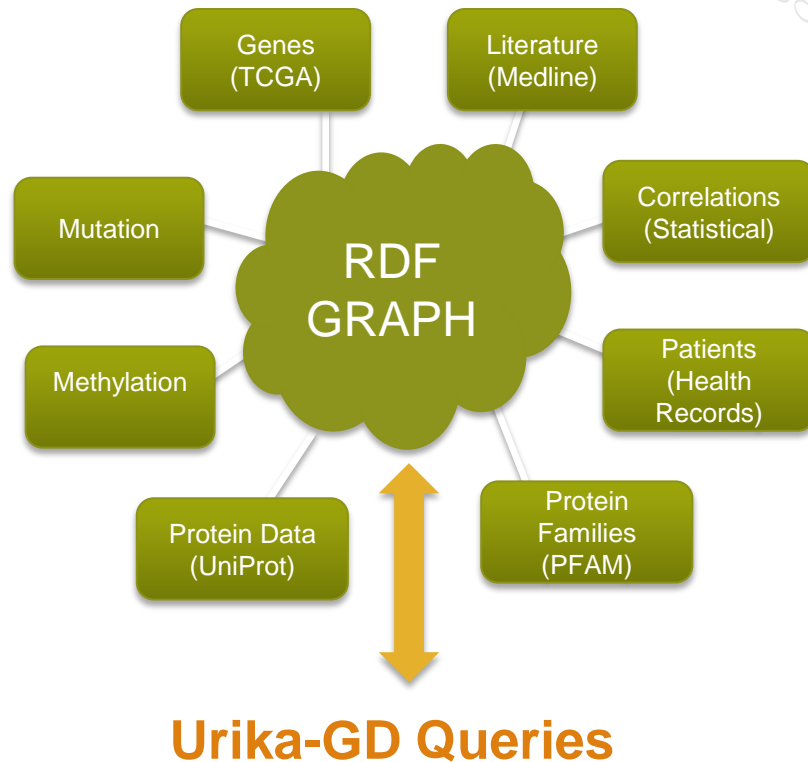 Genes
(TCGA)
Literature
(Medline)
Mutation
Correlations
(Statistical)
RDF
GRAPH
Methylation
Patients
(Health
Records)
Protein Data
(UniProt)
Protein
Families
(PFAM)
Urika-GD Queries